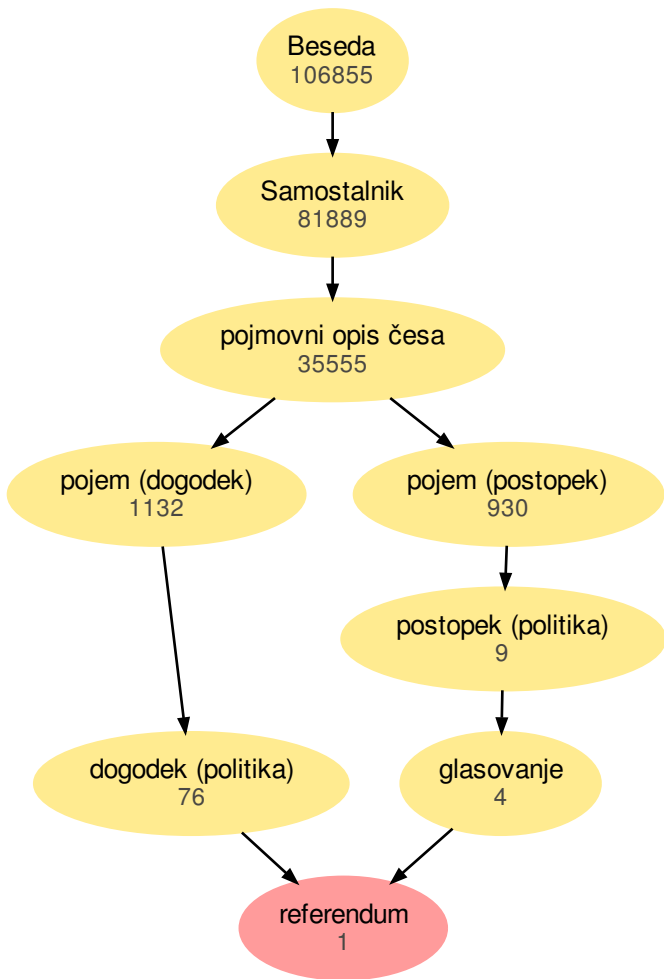 Beseda
106855
Samostalnik
81889
pojmovni opis česa
35555
pojem (dogodek)
1132
pojem (postopek)
930
postopek (politika)
9
dogodek (politika)
76
glasovanje
4
referendum
1